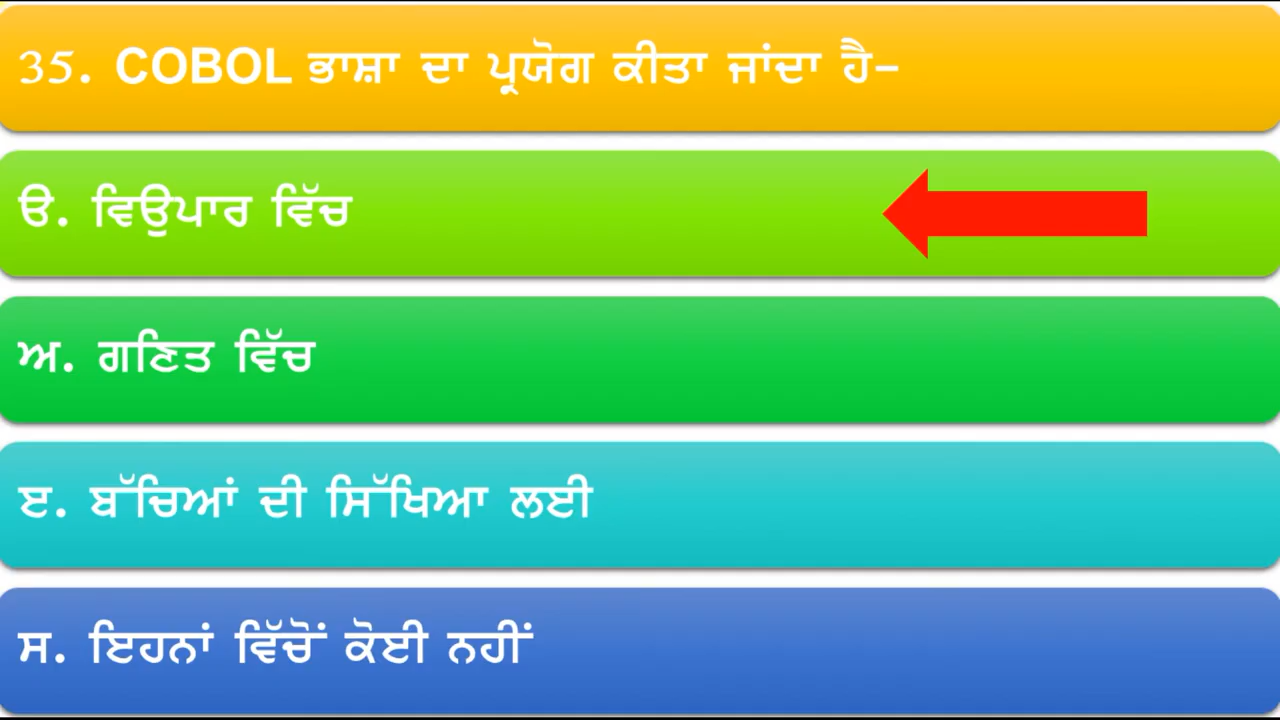 35. COBOL ਭਾਸ਼ਾ ਦਾ ਪ੍ਰਯੋਗ ਕੀਤਾ ਜਾਂਦਾ ਹੈ–
ੳ. ਵਿਉਪਾਰ ਵਿੱਚ
ਅ. ਗਣਿਤ ਵਿੱਚ
ੲ. ਬੱਚਿਆਂ ਦੀ ਸਿੱਖਿਆ ਲਈ
ਸ. ਇਹਨਾਂ ਵਿੱਚੋਂ ਕੋਈ ਨਹੀਂ